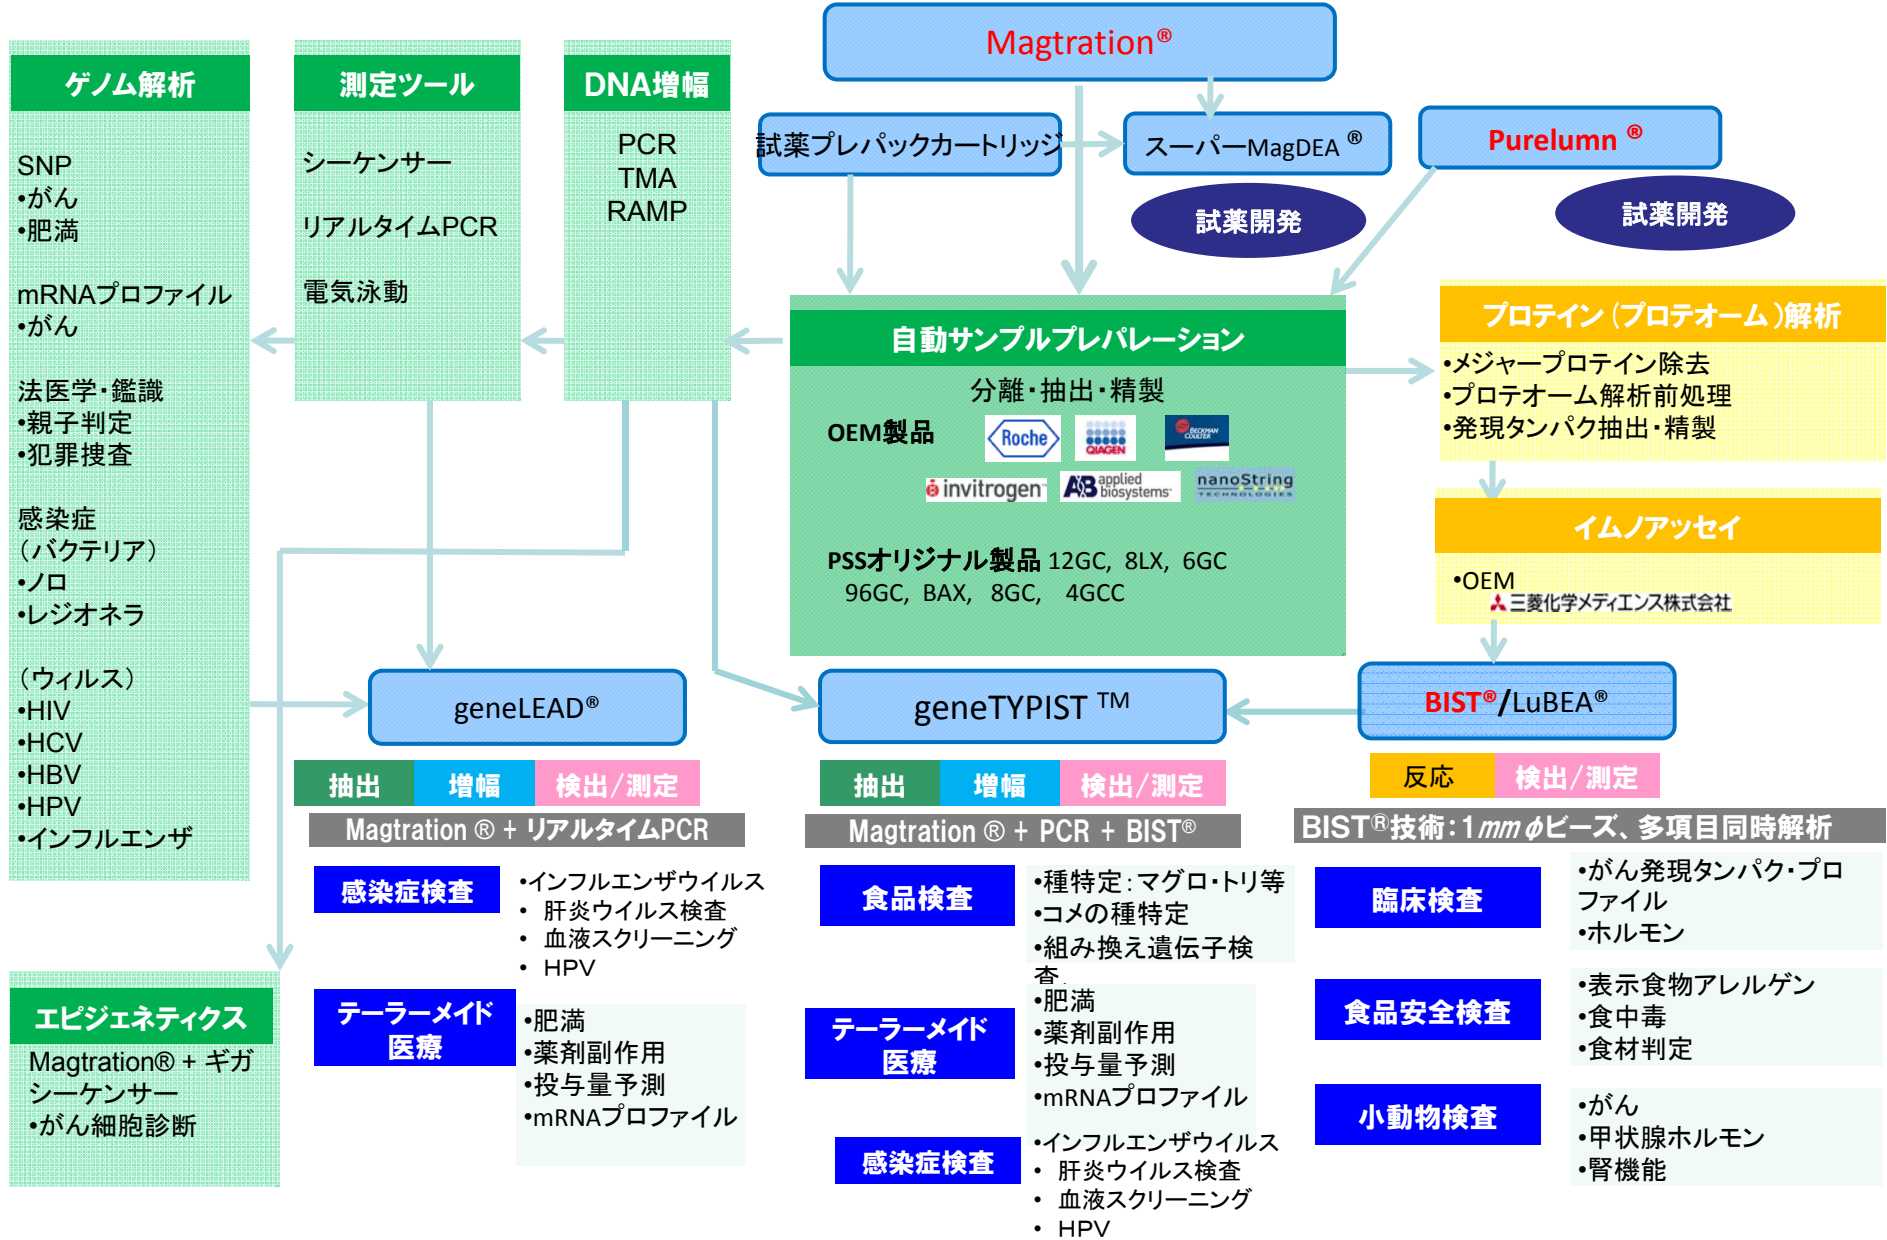 Magtration®
試薬プレパックカートリッジ
スーパーMagDEA ®
Purelumn ®
試薬開発
試薬開発
ゲノム解析
SNP
•がん
•肥満
mRNAプロファイル
•がん
法医学・鑑識
•親子判定
•犯罪捜査
感染症
（バクテリア）
•ノロ
•レジオネラ
（ウィルス）
•HIV
•HCV
•HBV
•HPV
•インフルエンザ
測定ツール
シーケンサー
リアルタイムPCR
電気泳動
DNA増幅
PCR
TMA
RAMP
自動サンプルプレパレーション
分離・抽出・精製
OEM製品
Roche
QIAGEN
BECKMAN
COULTER
invitrogen™
AB applied
biosystems™
nanoString
TECHNOLOGIES
PSSオリジナル製品 12GC, 8LX, 6GC
96GC, BAX, 8GC, 4GCC
プロテイン（プロテオーム）解析
•メジャープロテイン除去
•プロテオーム解析前処理
•発現タンパク抽出・精製
イムノアッセイ
•OEM
三菱化学メディエンス株式会社
geneLEAD®
抽出 増幅 検出/測定
Magtration ® + リアルタイムPCR
感染症検査
•インフルエンザウイルス
• 肝炎ウイルス検査
• 血液スクリーニング
• HPV
テーラーメイド
医療
•肥満
•薬剤副作用
•投与量予測
•mRNAプロファイル
geneTYPIST TM
抽出 増幅 検出/測定
Magtration ® + PCR + BIST®
食品検査
•種特定：マグロ・トリ等
•コメの種特定
•組み換え遺伝子検
査
テーラーメイド
医療
•肥満
•薬剤副作用
•投与量予測
•mRNAプロファイル
感染症検査
•インフルエンザウイルス
• 肝炎ウイルス検査
• 血液スクリーニング
• HPV
BIST®/LuBEA®
反応 検出/測定
BIST®技術：1mmφビーズ、多項目同時解析
臨床検査
•がん発現タンパク・プロ
ファイル
•ホルモン
食品安全検査
•表示食物アレルゲン
•食中毒
•食材判定
小動物検査
•がん
•甲状腺ホルモン
•腎機能
エピジェネティクス
Magtration® + ギガ
シーケンサー
•がん細胞診断